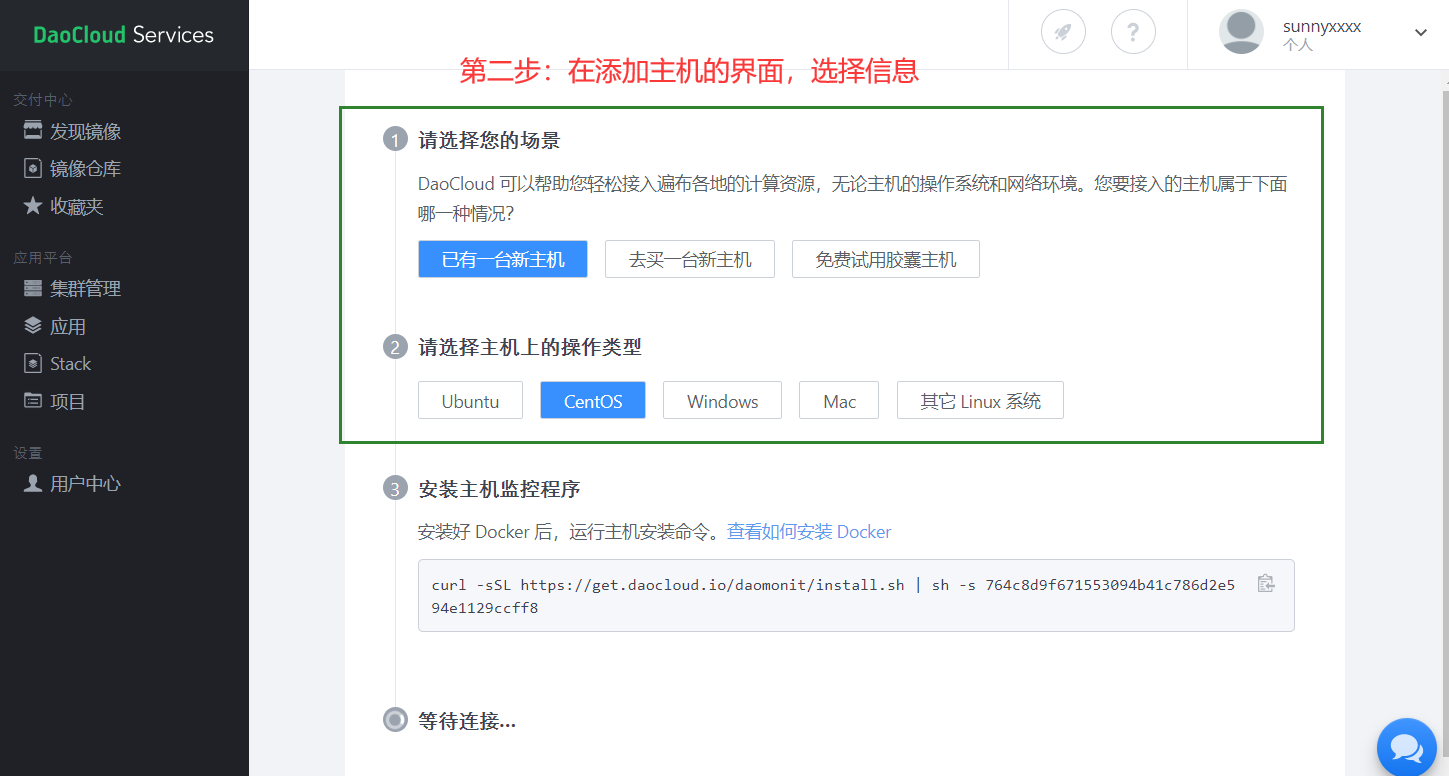 DaoCloud Services
sunnyxxxx
个人
第二步：在添加主机的界面，选择信息
交付中心
发现镜像
镜像仓库
收藏夹
应用平台
集群管理
应用
Stack
项目
设置
用户中心
1 请选择您的场景
DaoCloud 可以帮助您轻松接入遍布各地的计算资源，无论主机的操作系统和网络环境。您要接入的主机属于下面
哪一种情况？
已有一台新主机 去买一台新主机 免费试用胶囊主机
2 请选择主机上的操作类型
Ubuntu CentOS Windows Mac 其它 Linux 系统
3 安装主机监控程序
安装好 Docker 后，运行主机安装命令。查看如何安装 Docker
curl -sSL https://get.daocloud.io/daomonit/install.sh | sh -s 764c8d9f671553094b41c786d2e5
94e1129ccff8
等待连接...